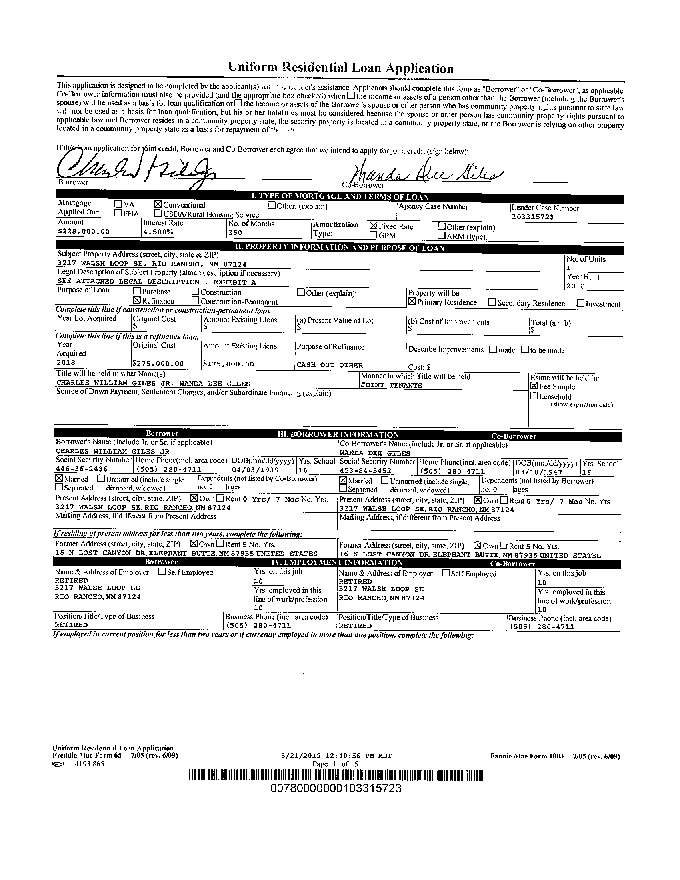 Uniform Residential Loan Application
This application is designed to be completed by the applicant(s) with the Lender's assistance. Applicants should complete this form as "Borrower" or "Co-Borrower", as applicable
Co-Borrower information must also be provided (and the appropriate box checked) when the income or assets of a person other than the Borrower (including the Borrower's
spouse) will be used as a basis for loan qualification or the income or assets of the Borrower's spouse or other person who has community property rights pursuant to state law
will not be used as a basis for loan qualification, but his or her liabilities must be considered because the spouse or other person has community property rights pursuant to
applicable law and Borrower resides in a community property state, the security property is located in a community property state, or the Borrower is relying on other property
located in a community property state as a basis for repayment of the loan
If this is an application for joint credit, Borrower and Co-Borrower each agree that we intend to apply for joint credit (sign below):
Borrower Co-Borrower
I. TYPE OF MORTGAGE AND TERMS OF LOAN
Mortgage Applied for: VA Conventional Other (explain) Agency Case Number Lender Case Number
FHA USDA/Rural Housing Service 103315723
Amount Interest Rate No. of Months Amortization Type: Fixed Rate Other (explain)
$228,000.00 4.500% GPM ARM (type)
II. PROPERTY INFORMATION AND PURPOSE OF LOAN
Subject Property Address (street, city, state & ZIP) No. of Units
3217 WALSH LOOP SE, RIO RANCHO, NM 87124 1
Legal Description of Subject Property (attach description if necessary) Year Built
SEE ATTACHED LEGAL DESCRIPTION EXHIBIT A
Purpose of Loan Purchase Construction Other (explain) Property will be
Refinance Construction-Permanent Primary Residence Secondary Residence Investment
Complete this line if construction or construction-permanent loan.
Year Lot Acquired Original Cost Amount Existing Liens (a) Present Value of Lot (b) Cost of Improvements Total (a + b)
$ $ $ $ $
Complete this line if this is a refinance loan.
Year Acquired Original Cost Amount Existing Liens Purpose of Refinance Describe Improvements made to be made
2018 $275,000.00 CASH OUT OTHER Cost: $
Title will be held in what Name(s) Manner in which Title will be held Estate will be held in:
CHARLES WILLIAM GILES JR, WANDA DEE GILES JOINT TENANTS Fee Simple
Source of Down Payment, Settlement Charges, and/or Subordinate Financing (explain) Leasehold
(show expiration date)
Borrower III. BORROWER INFORMATION Co-Borrower
Borrower's Name (include Jr. or Sr. if applicable) Co-Borrower's Name (include Jr. or Sr. if applicable)
CHARLES WILLIAM GILES JR WANDA DEE GILES
Social Security Number Home Phone(incl. area code) DOB(mm/dd/yyyy) Yrs. School Social Security Number Home Phone(incl. area code) DOB(mm/dd/yyyy) Yrs. School
(505) 280-4711 (505) 280-4711
Married Unmarried (include single, Dependents (not listed by Co-Borrower) Married Unmarried (include single, Dependents (not listed by Borrower)
Separated divorced, widowed) no. 0 ages Separated divorced, widowed) no. 0 ages
Present Address (street, city, state, ZIP) Own Rent 0 Yrs/ 7 Mos No. Yrs. Present Address (street, city, state, ZIP) Own Rent 0 Yrs/ 7 Mos No. Yrs.
3217 WALSH LOOP SE, RIO RANCHO, NM 87124 3217 WALSH LOOP SE, RIO RANCHO, NM 87124
Mailing Address, if different from Present Address Mailing Address, if different from Present Address
If residing at present address for less than two years, complete the following:
Former Address (street, city, state, ZIP) Own Rent 5 No. Yrs. Former Address (street, city, state, ZIP) Own Rent 5 No. Yrs.
16 N LOST CANYON DR, ELEPHANT BUTTE, NM 87935 UNITED STATES 16 N LOST CANYON DR, ELEPHANT BUTTE, NM 87935 UNITED STATES
Borrower IV. EMPLOYMENT INFORMATION Co-Borrower
Name & Address of Employer Self Employed Yrs. on this job Name & Address of Employer Self Employed Yrs. on this job
RETIRED 10 RETIRED 10
3217 WALSH LOOP SE Yrs. employed in this 3217 WALSH LOOP SE Yrs. employed in this
RIO RANCHO, NM 87124 line of work/profession RIO RANCHO, NM 87124 line of work/profession
10 10
Position/Title/Type of Business Business Phone (incl. area code) Position/Title/Type of Business Business Phone (incl. area code)
RETIRED (505) 280-4711 RETIRED (505) 280-4711
If employed in current position for less than two years or if currently employed in more than one position, complete the following:
Uniform Residential Loan Application
Freddie Mac Form 65 7/05 (rev. 6/09) Page 1 of 5 Fannie Mae Form 1003 7/05 (rev. 6/09)
00780000000103315723